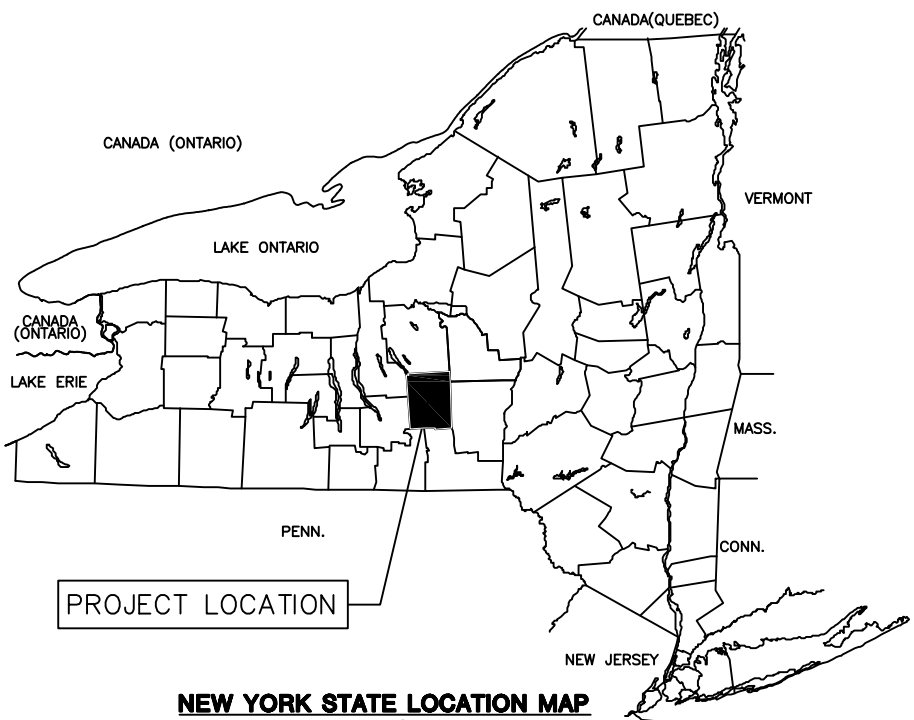 CANADA(QUEBEC)
CANADA (ONTARIO)
VERMONT
LAKE ONTARIO
CANADA
(ONTARIO)
LAKE ERIE
MASS.
PENN.
CONN.
PROJECT LOCATION
NEW JERSEY
NEW YORK STATE LOCATION MAP